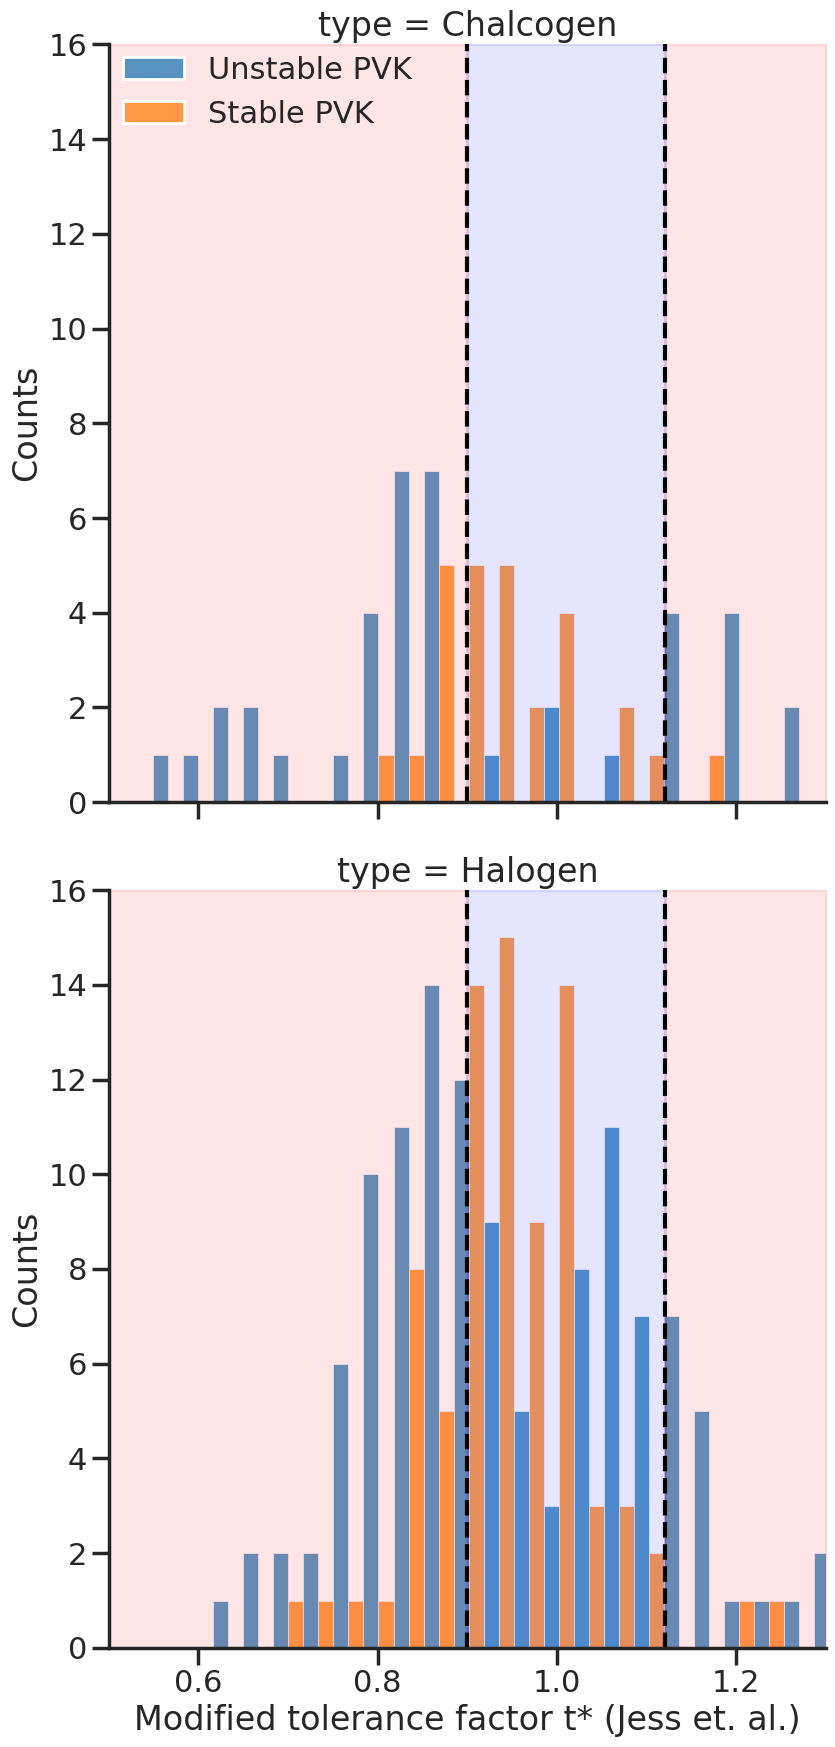 type = Chalcogen
16
14
12
10
8
6
4
2
0
Counts
Unstable PVK
Stable PVK
type = Halogen
16
14
12
10
8
6
4
2
0
Counts
0.6 0.8 1.0 1.2
Modified tolerance factor t* (Jess et. al.)